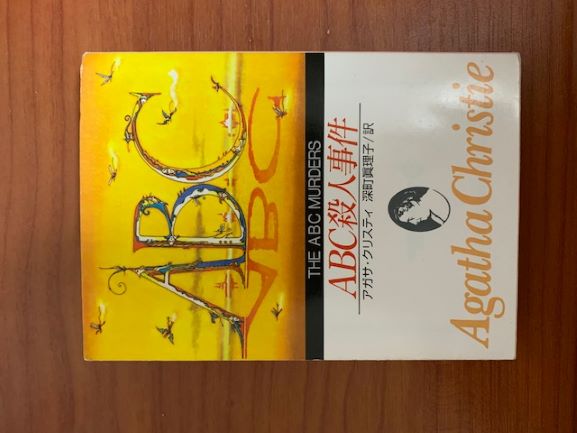 ABC
ABC
THE ABC MURDERS
ABC殺人事件
アガサ・クリスティ 深町眞理子/訳
Agatha Christie